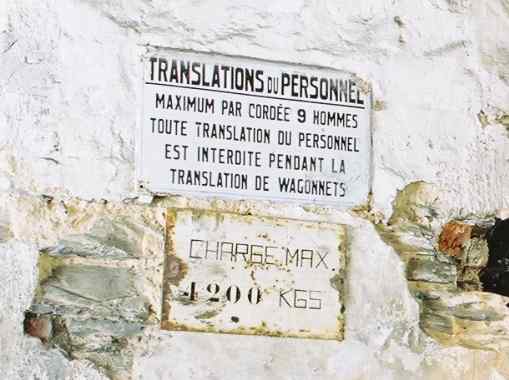 TRANSLATIONS DU PERSONNEL
MAXIMUM PAR CORDÉE 9 HOMMES
TOUTE TRANSLATION DU PERSONNEL
EST INTERDITE PENDANT LA
TRANSLATION DE WAGONNETS
CHARGE.MAX.
4200 KGS